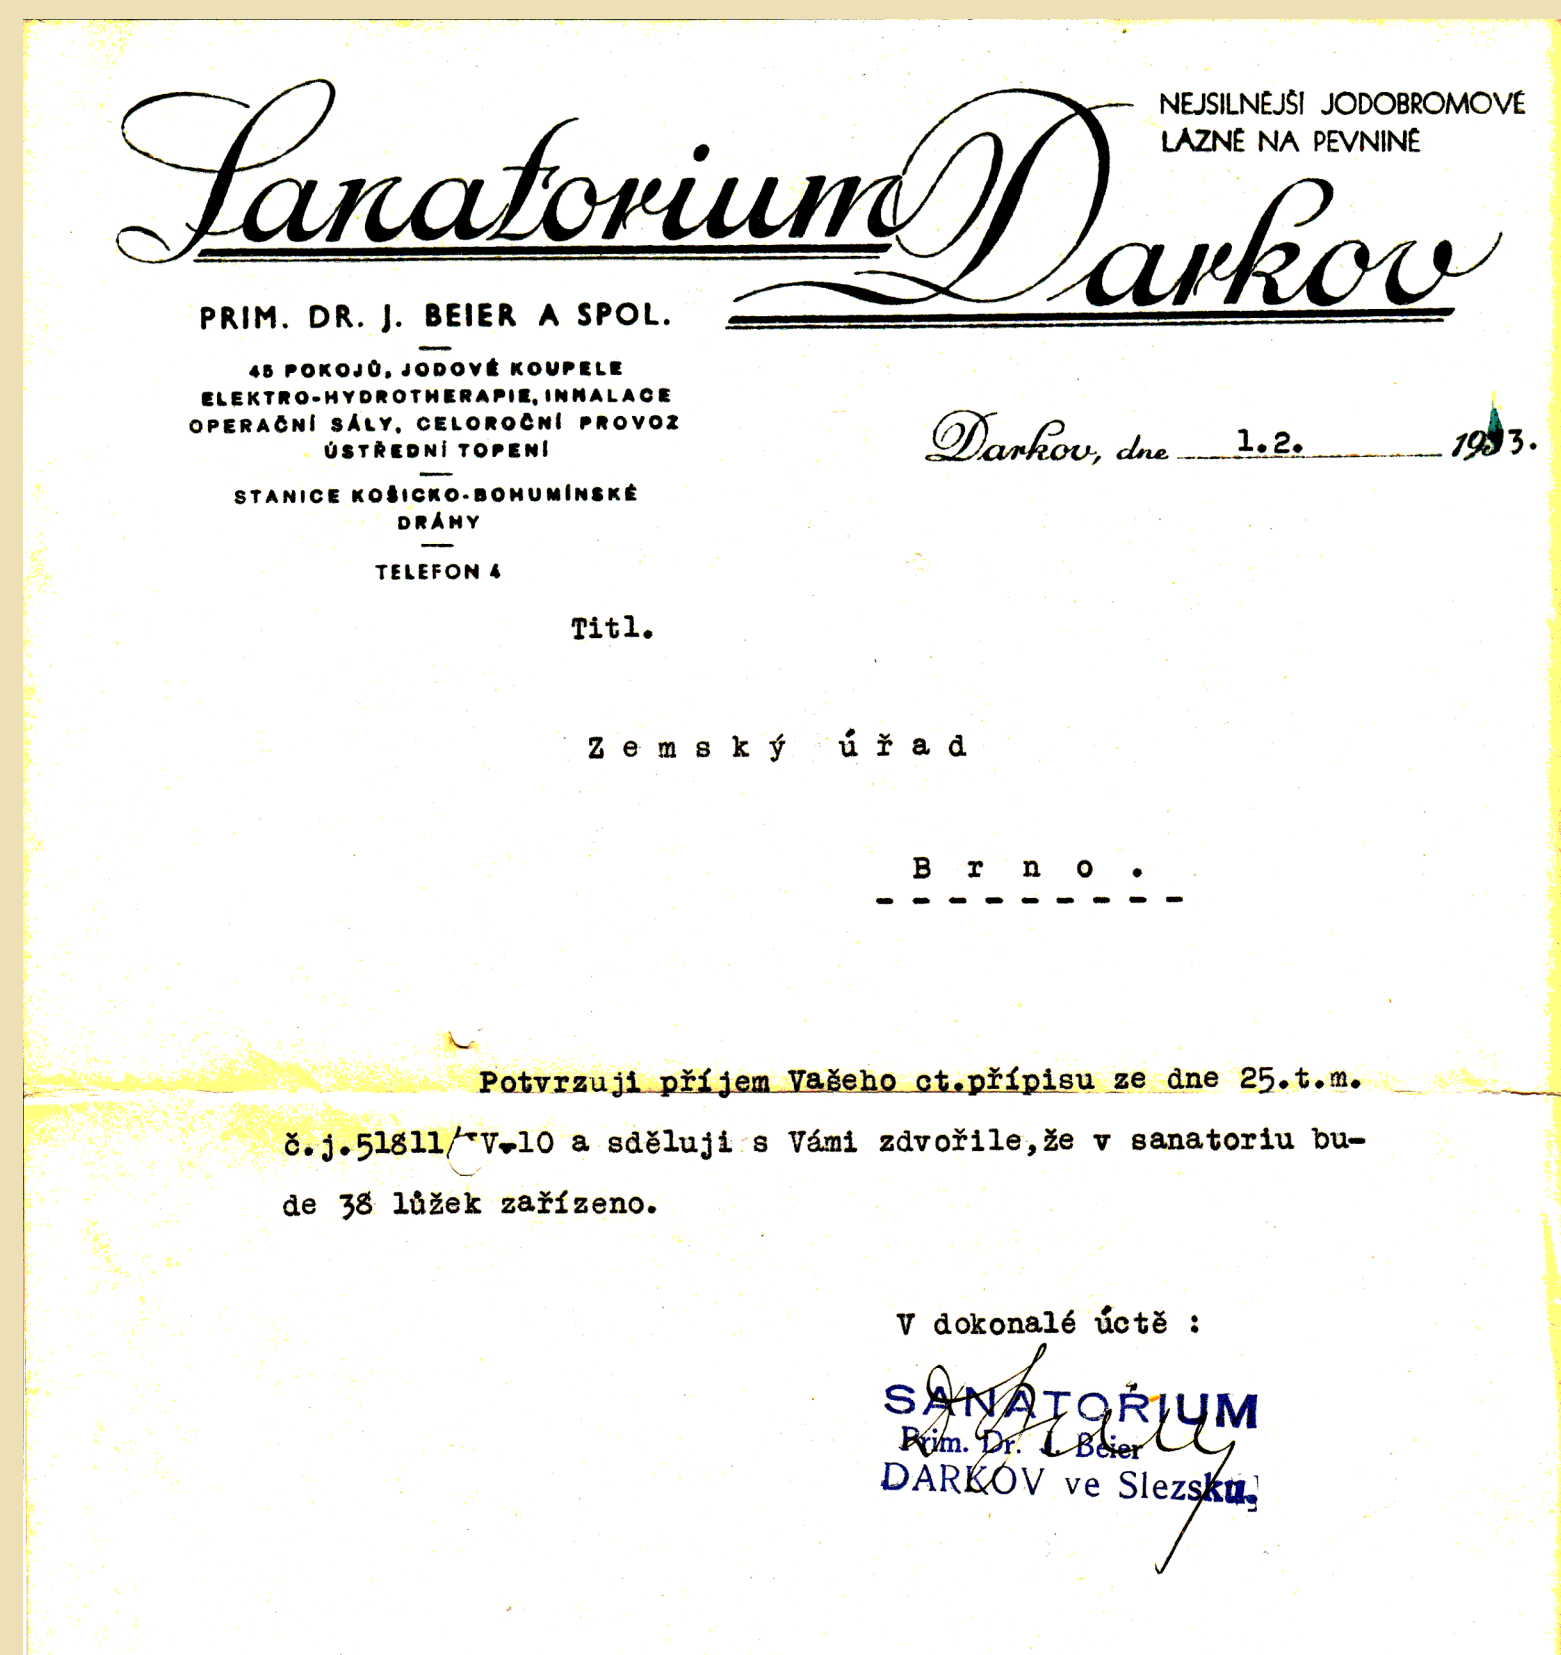 Sanatorium Darkov
NEJSILNĚJŠÍ JODOBROMOVÉ
LÁZNĚ NA PEVNINĚ
PRIM. DR. J. BEIER A SPOL.
45 POKOJŮ, JODOVÉ KOUPELE
ELEKTRO-HYDROTHERAPIE, INHALACE
OPERAČNÍ SÁLY, CELOROČNÍ PROVOZ
ÚSTŘEDNÍ TOPENÍ
STANICE KOŠICKO-BOHUMÍNSKÉ
DRÁHY
TELEFON 4
Darkov, dne 1.2. 1933.
Titl.
Zemský úřad
Brno.
Potvrzuji příjem Vašeho ct.přípisu ze dne 25.t.m.
č.j.51811/V-10 a sděluji s Vámi zdvořile,že v sanatoriu bu-
de 38 lůžek zařízeno.
V dokonalé úctě :
SANATORIUM
Prim. Dr. J. Beier
DARKOV ve Slezsku.